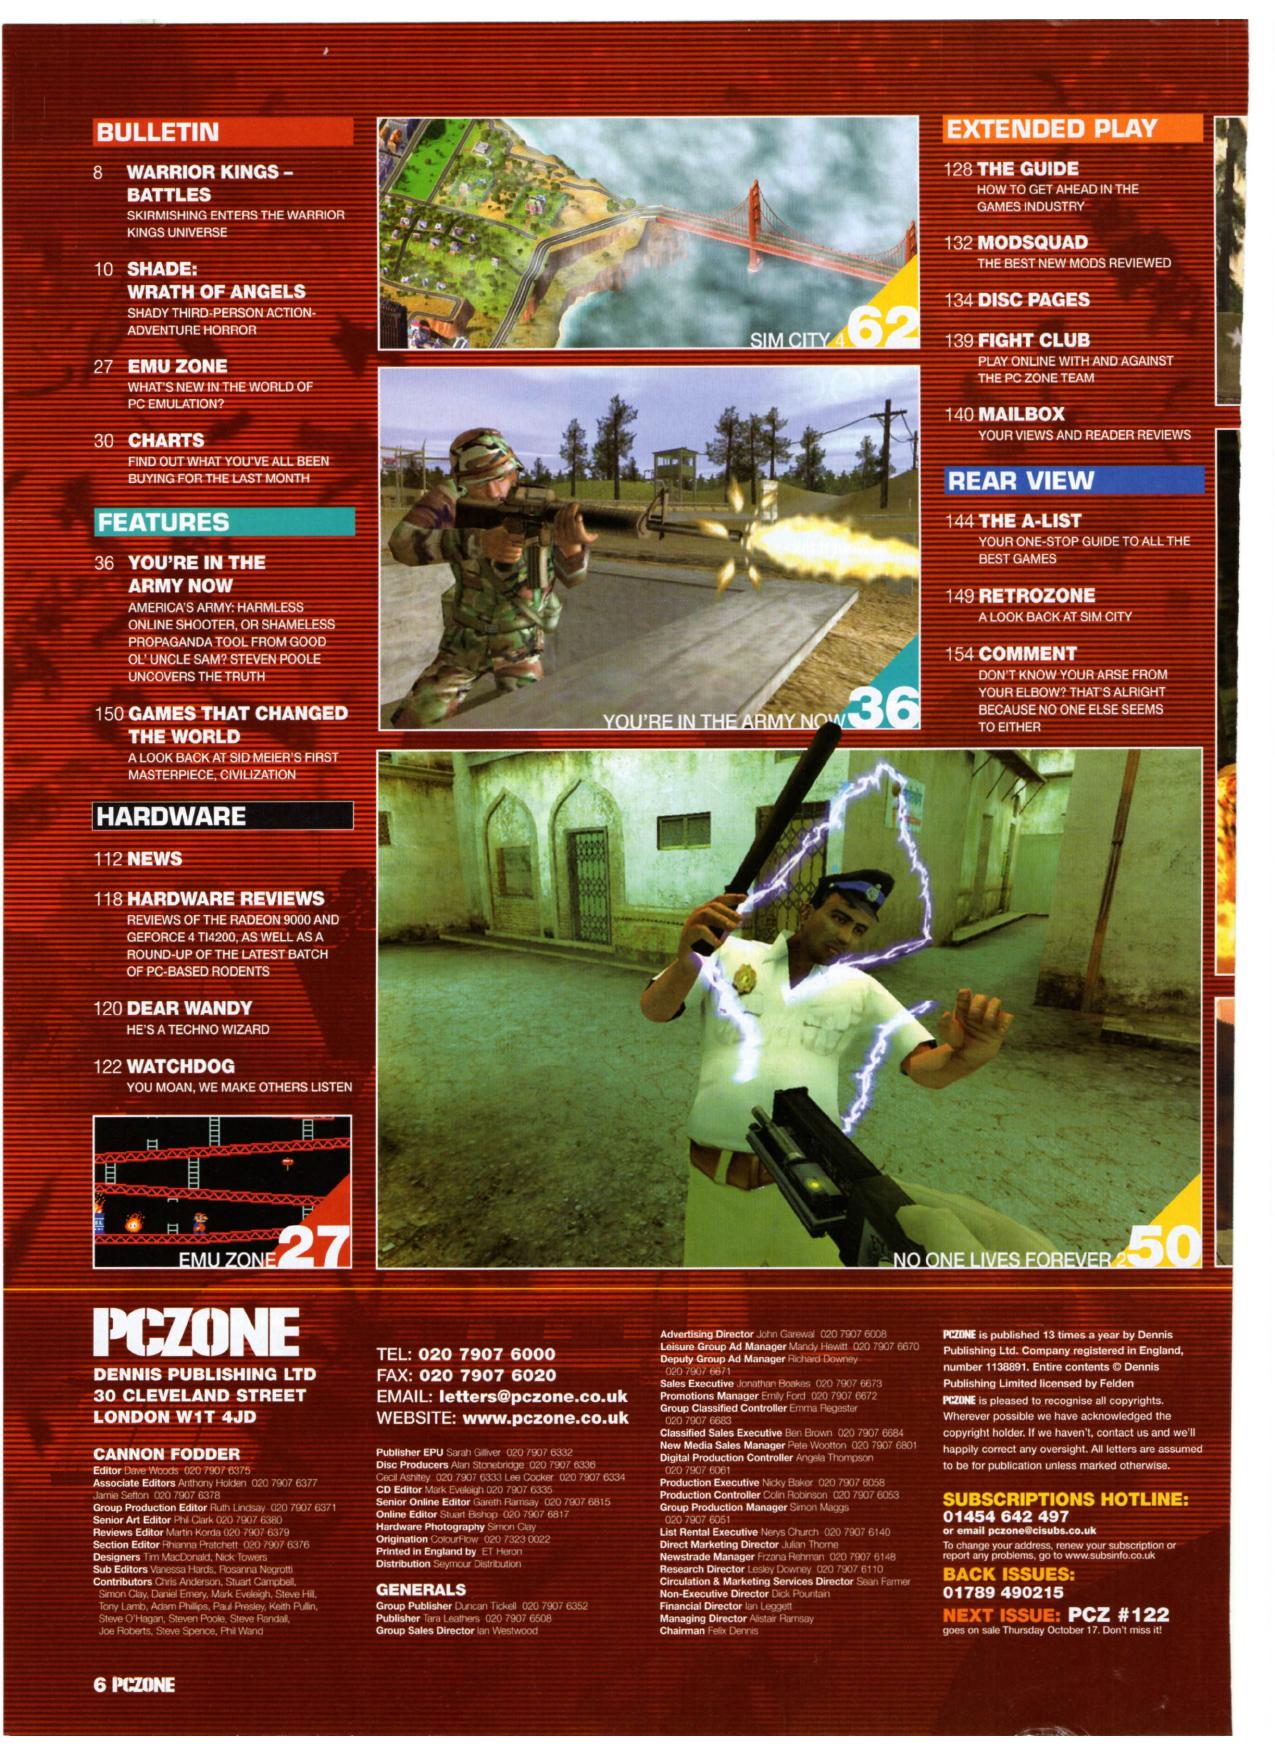 BULLETIN
8 WARRIOR KINGS –
BATTLES
SKIRMISHING ENTERS THE WARRIOR
KINGS UNIVERSE
10 SHADE:
WRATH OF ANGELS
SHADY THIRD-PERSON ACTION-
ADVENTURE HORROR
27 EMU ZONE
WHAT'S NEW IN THE WORLD OF
PC EMULATION?
30 CHARTS
FIND OUT WHAT YOU'VE ALL BEEN
BUYING FOR THE LAST MONTH
FEATURES
36 YOU'RE IN THE
ARMY NOW
AMERICA'S ARMY: HARMLESS
ONLINE SHOOTER, OR SHAMELESS
PROPAGANDA TOOL FROM GOOD
OL' UNCLE SAM? STEVEN POOLE
UNCOVERS THE TRUTH
150 GAMES THAT CHANGED
THE WORLD
A LOOK BACK AT SID MEIER'S FIRST
MASTERPIECE, CIVILIZATION
HARDWARE
112 NEWS
118 HARDWARE REVIEWS
REVIEWS OF THE RADEON 9000 AND
GEFORCE 4 TI4200, AS WELL AS A
ROUND-UP OF THE LATEST BATCH
OF PC-BASED RODENTS
120 DEAR WANDY
HE'S A TECHNO WIZARD
122 WATCHDOG
YOU MOAN, WE MAKE OTHERS LISTEN
EMU ZONE 27
SIM CITY 4 62
YOU'RE IN THE ARMY NOW 36
NO ONE LIVES FOREVER 2 50
EXTENDED PLAY
128 THE GUIDE
HOW TO GET AHEAD IN THE
GAMES INDUSTRY
132 MODSQUAD
THE BEST NEW MODS REVIEWED
134 DISC PAGES
139 FIGHT CLUB
PLAY ONLINE WITH AND AGAINST
THE PC ZONE TEAM
140 MAILBOX
YOUR VIEWS AND READER REVIEWS
REAR VIEW
144 THE A-LIST
YOUR ONE-STOP GUIDE TO ALL THE
BEST GAMES
149 RETROZONE
A LOOK BACK AT SIM CITY
154 COMMENT
DON'T KNOW YOUR ARSE FROM
YOUR ELBOW? THAT'S ALRIGHT
BECAUSE NO ONE ELSE SEEMS
TO EITHER
PCZONE
DENNIS PUBLISHING LTD
30 CLEVELAND STREET
LONDON W1T 4JD
CANNON FODDER
Editor Dave Woods 020 7907 6375
Associate Editors Anthony Holden 020 7907 6377
Jamie Sefton 020 7907 6378
Group Production Editor Ruth Lindsay 020 7907 6371
Senior Art Editor Phil Clark 020 7907 6380
Reviews Editor Martin Korda 020 7907 6379
Section Editor Rhianna Pratchett 020 7907 6376
Designers Tim MacDonald, Nick Towers
Sub Editors Vanessa Hards, Rosanna Negrotti
Contributors Chris Anderson, Stuart Campbell,
Simon Clay, Daniel Emery, Mark Eveleigh, Steve Hill,
Tony Lamb, Adam Phillips, Paul Presley, Keith Pullin,
Steve O'Hagan, Steven Poole, Steve Randall,
Joe Roberts, Steve Spence, Phil Wand
TEL: 020 7907 6000
FAX: 020 7907 6020
EMAIL: letters@pczone.co.uk
WEBSITE: www.pczone.co.uk
Publisher EPU Sarah Gilliver 020 7907 6332
Disc Producers Alan Stonebridge 020 7907 6336
Cecil Ashitey 020 7907 6333 Lee Cocker 020 7907 6334
CD Editor Mark Eveleigh 020 7907 6335
Senior Online Editor Gareth Ramsay 020 7907 6815
Online Editor Stuart Bishop 020 7907 6817
Hardware Photography Simon Clay
Origination ColourFlow 020 7323 0022
Printed in England by ET Heron
Distribution Seymour Distribution
GENERALS
Group Publisher Duncan Tickell 020 7907 6352
Publisher Tara Leathers 020 7907 6508
Group Sales Director Ian Westwood
Advertising Director John Garewal 020 7907 6008
Leisure Group Ad Manager Mandy Hewitt 020 7907 6670
Deputy Group Ad Manager Richard Downey
020 7907 6671
Sales Executive Jonathan Boakes 020 7907 6673
Promotions Manager Emily Ford 020 7907 6672
Group Classified Controller Emma Regester
020 7907 6683
Classified Sales Executive Ben Brown 020 7907 6684
New Media Sales Manager Pete Wootton 020 7907 6801
Digital Production Controller Angela Thompson
020 7907 6061
Production Executive Nicky Baker 020 7907 6058
Production Controller Colin Robinson 020 7907 6053
Group Production Manager Simon Maggs
020 7907 6051
List Rental Executive Nerys Church 020 7907 6140
Direct Marketing Director Julian Thorne
Newstrade Manager Frzana Rehman 020 7907 6148
Research Director Lesley Downey 020 7907 6110
Circulation & Marketing Services Director Sean Farmer
Non-Executive Director Dick Pountain
Financial Director Ian Leggett
Managing Director Alistair Ramsay
Chairman Felix Dennis
PCZONE is published 13 times a year by Dennis
Publishing Ltd. Company registered in England,
number 1138891. Entire contents © Dennis
Publishing Limited licensed by Felden
PCZONE is pleased to recognise all copyrights.
Wherever possible we have acknowledged the
copyright holder. If we haven't, contact us and we'll
happily correct any oversight. All letters are assumed
to be for publication unless marked otherwise.
SUBSCRIPTIONS HOTLINE:
01454 642 497
or email pczone@cisubs.co.uk
To change your address, renew your subscription or
report any problems, go to www.subsinfo.co.uk
BACK ISSUES:
01789 490215
NEXT ISSUE: PCZ #122
goes on sale Thursday October 17. Don't miss it!
6 PCZONE